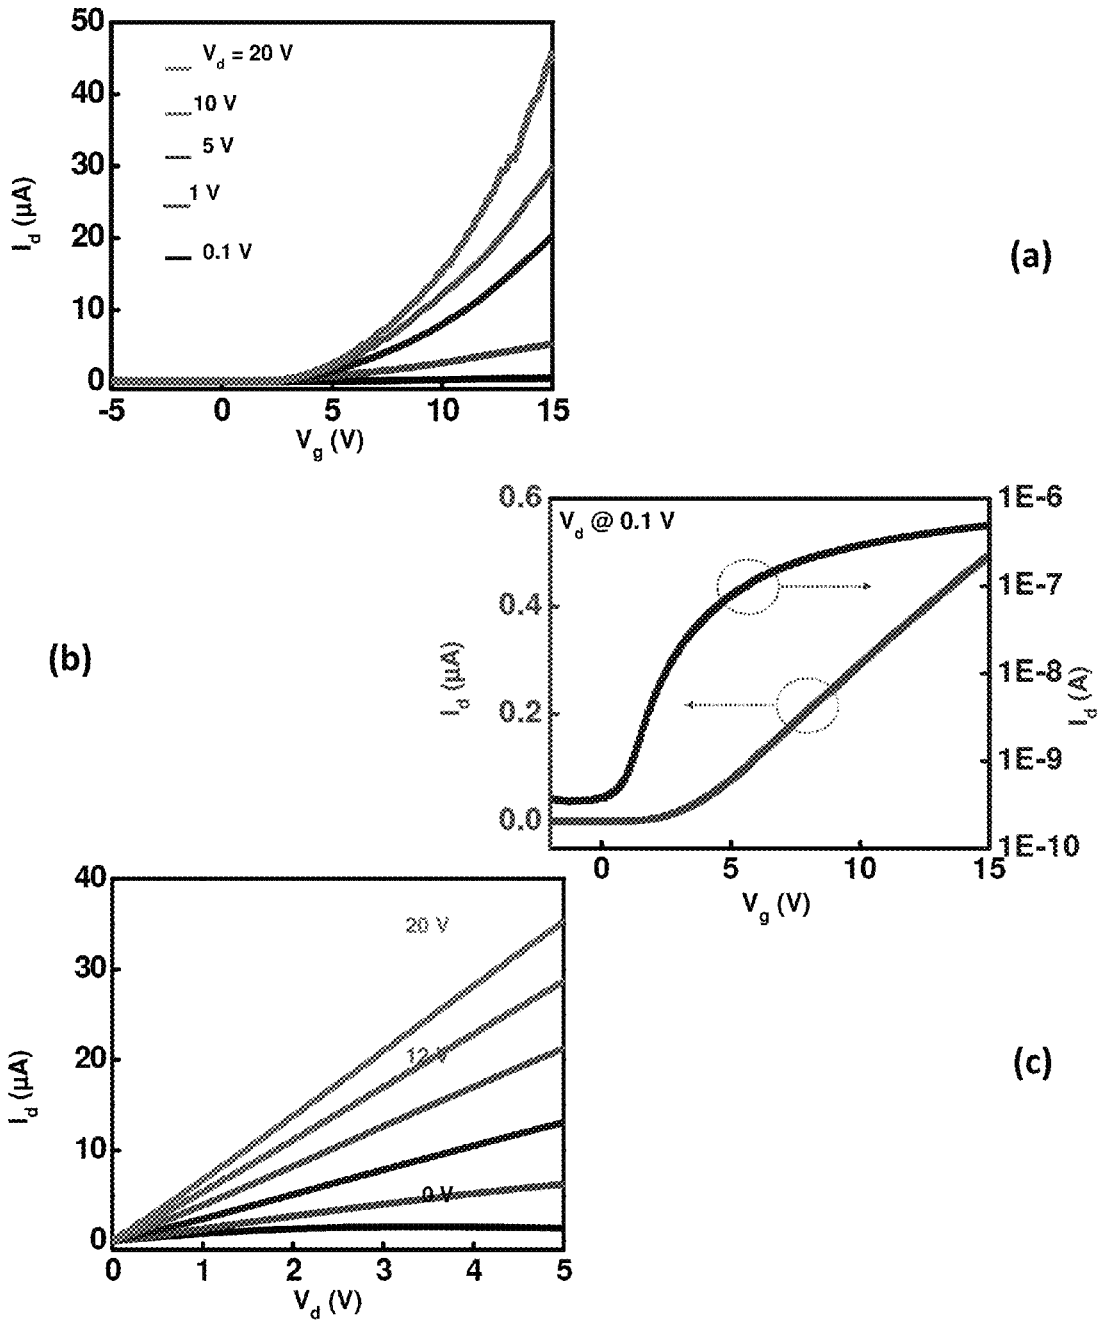 50
40
30
20
10
0
I_d (µA)
V_d = 20 V
10 V
5 V
1 V
0.1 V
-5 0 5 10 15
V_g (V)
(a)
(b)
0.6
0.4
0.2
0.0
I_d (µA)
V_d @ 0.1 V
1E-6
1E-7
1E-8
1E-9
1E-10
I_d (A)
0 5 10 15
V_g (V)
40
30
20
10
0
I_d (µA)
20 V
12 V
0 V
0 1 2 3 4 5
V_d (V)
(c)